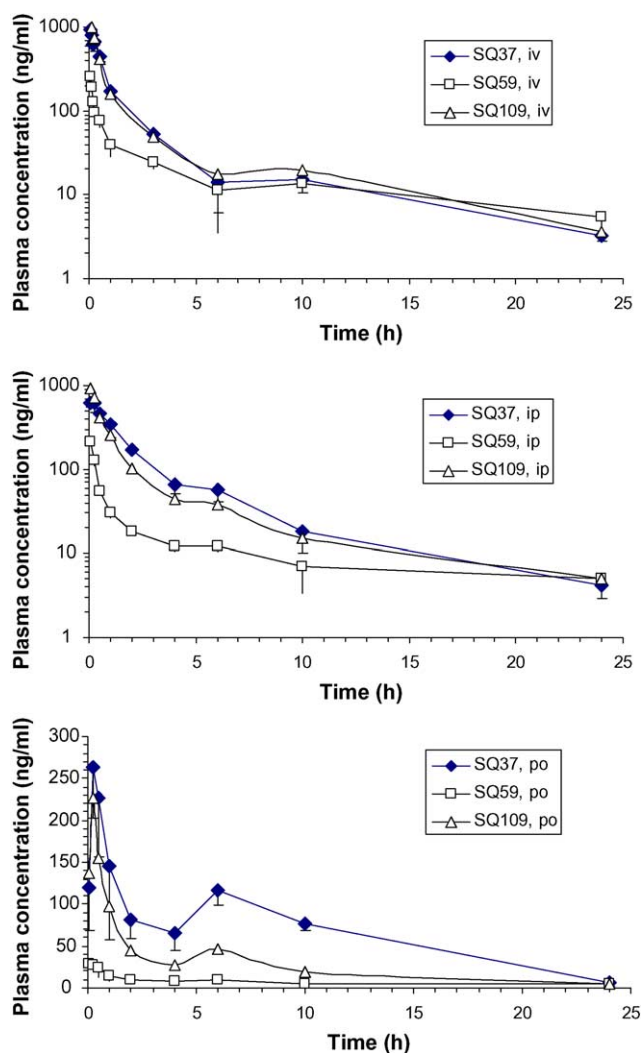 Plasma concentration (ng/ml)
1000
100
10
1
0
5
10
15
20
25
Time (h)
SQ37, iv
SQ59, iv
SQ109, iv
Plasma concentration (ng/ml)
1000
100
10
1
0
5
10
15
20
25
Time (h)
SQ37, ip
SQ59, ip
SQ109, ip
Plasma concentration (ng/ml)
300
250
200
150
100
50
0
0
5
10
15
20
25
Time (h)
SQ37, po
SQ59, po
SQ109, po